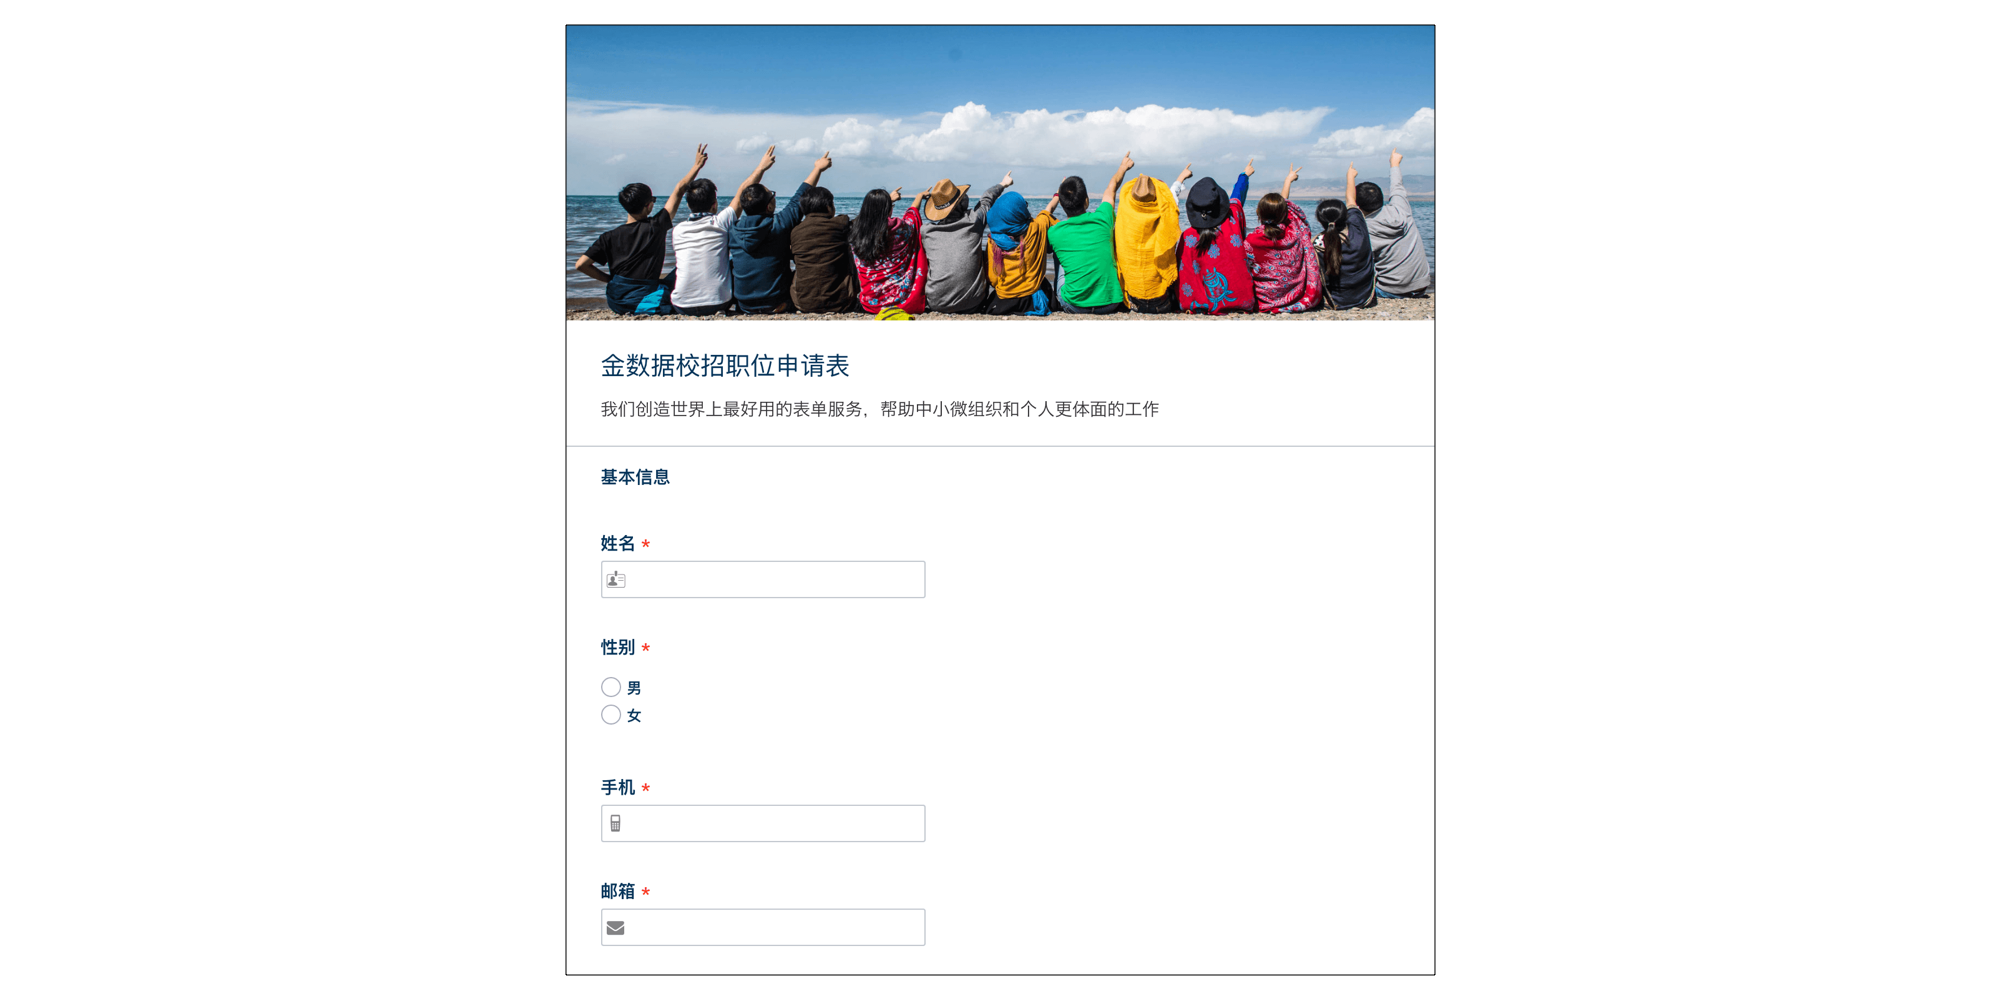 金数据校招职位申请表
我们创造世界上最好用的表单服务，帮助中小微组织和个人更体面的工作
基本信息
姓名 *
性别 *
男
女
手机 *
邮箱 *